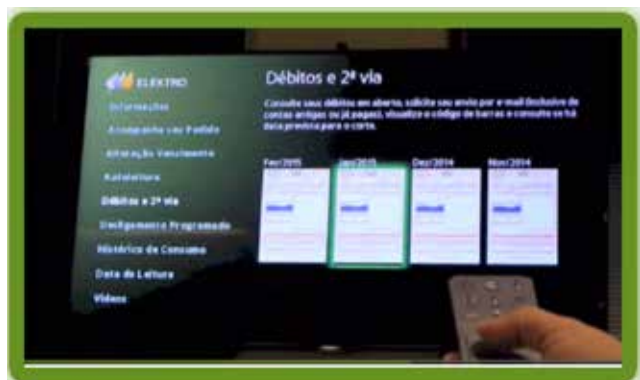 ELEKTRO
Informações
Acompanhe seu Pedido
Alteração Vencimento
Autoleitura
Débitos e 2ª via
Desligamento Programado
Histórico de Consumo
Data de Leitura
Vídeos
Débitos e 2ª via
Consulte seus débitos em aberto, solicite seu envio por e-mail (inclusive de
contas antigas ou já pagas), visualize o código de barras e consulte se há
data prevista para o corte.
Fev/2015
Jan/2015
Dez/2014
Nov/2014